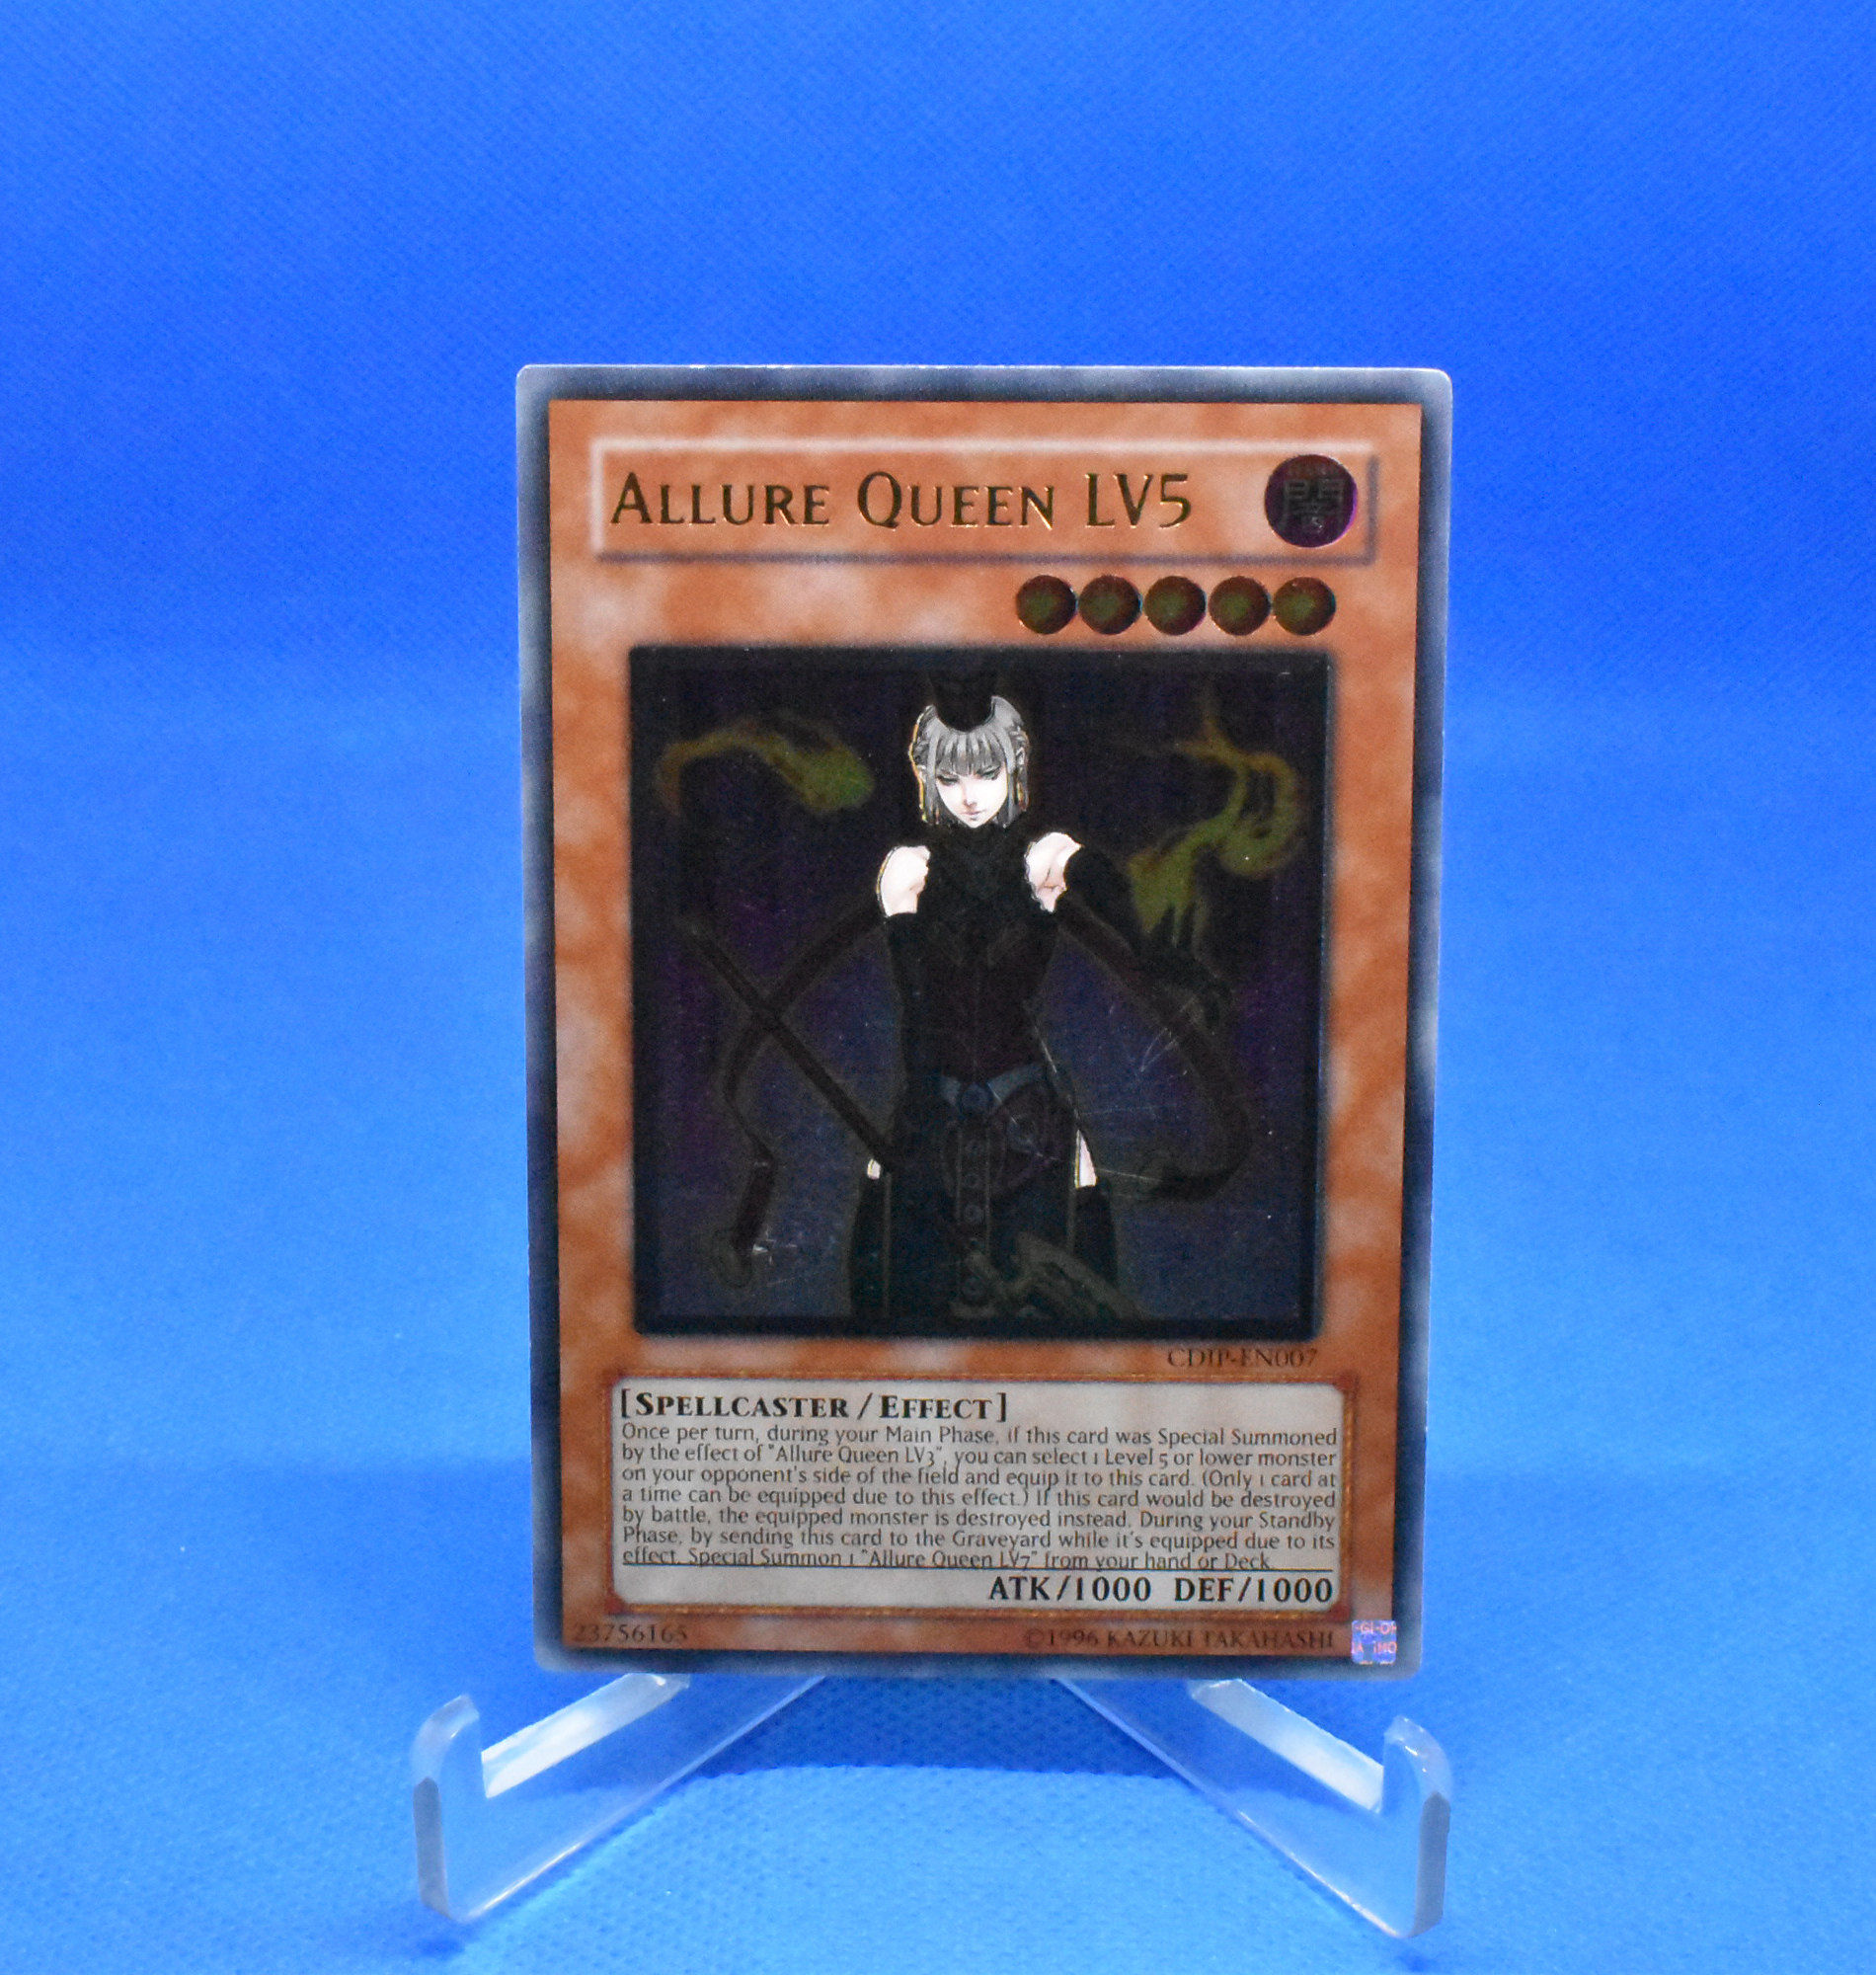 ALLURE QUEEN LV5
闇
CDIP-EN007
[SPELLCASTER / EFFECT]
Once per turn, during your Main Phase, if this card was Special Summoned
by the effect of "Allure Queen LV3", you can select 1 Level 5 or lower monster
on your opponent's side of the field and equip it to this card. (Only 1 card at
a time can be equipped due to this effect.) If this card would be destroyed
by battle, the equipped monster is destroyed instead. During your Standby
Phase, by sending this card to the Graveyard while it's equipped due to its
effect, Special Summon 1 "Allure Queen LV7" from your hand or Deck.
ATK/1000 DEF/1000
23756165
©1996 KAZUKI TAKAHASHI